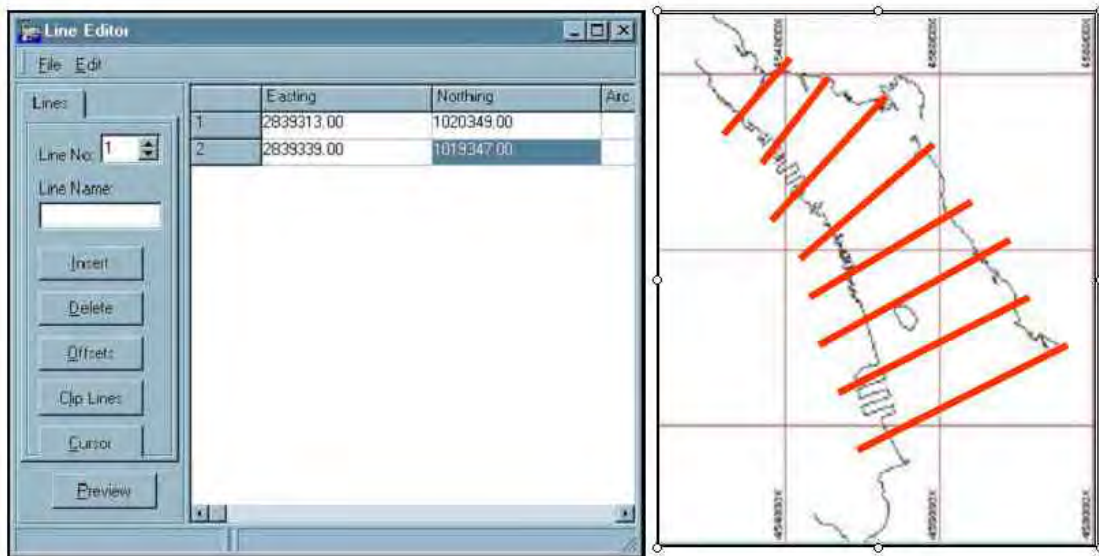 Line Editor
File Edit
Lines
Easting Northing Arc
Line No: 1
1 2839313.00 1020349.00
2 2839339.00 1019347.00
Line Name:
Insert
Delete
Offsets
Clip Lines
Cursor
Preview